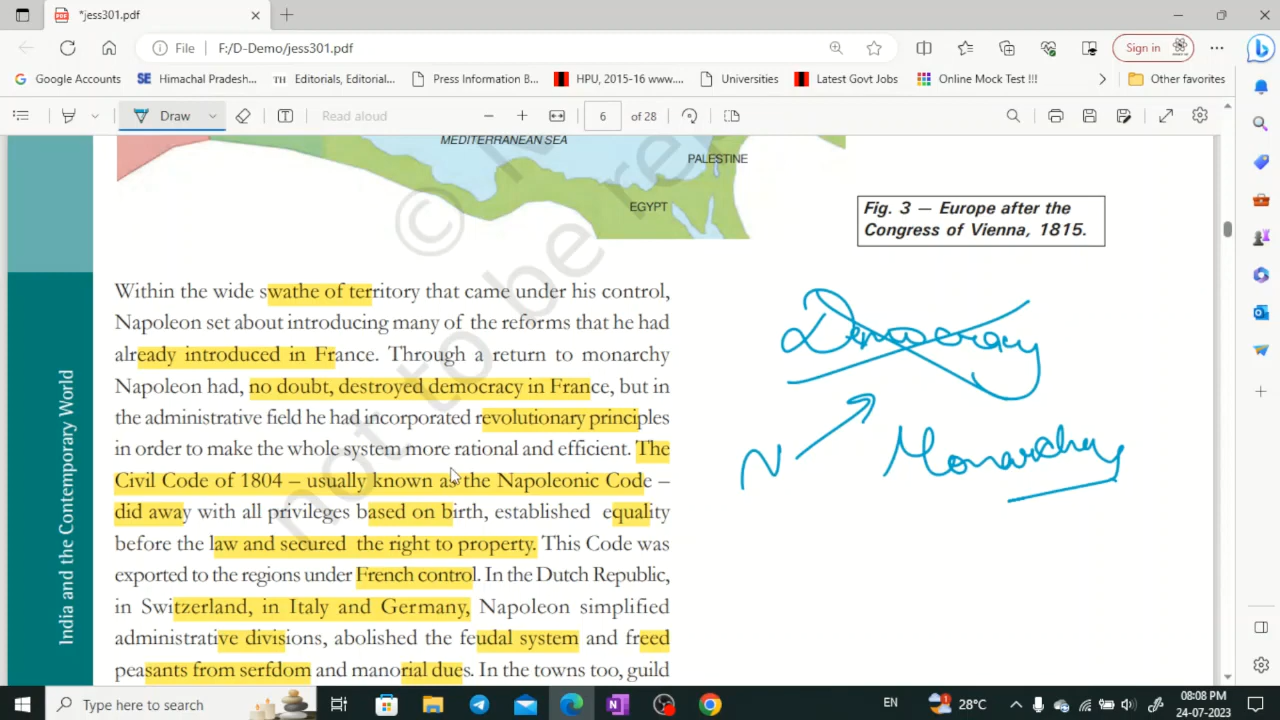 *jess301.pdf
File F:/D-Demo/jess301.pdf
Sign in
Google Accounts Himachal Pradesh... Editorials, Editorial... Press Information B... HPU, 2015-16 www.... Universities Latest Govt Jobs Online Mock Test !!! Other favorites
Draw Read aloud 6 of 28
MEDITERRANEAN SEA
PALESTINE
EGYPT
Fig. 3 — Europe after the
Congress of Vienna, 1815.
India and the Contemporary World
© 
not to be re
Within the wide swathe of territory that came under his control,
Napoleon set about introducing many of the reforms that he had
already introduced in France. Through a return to monarchy
Napoleon had, no doubt, destroyed democracy in France, but in
the administrative field he had incorporated revolutionary principles
in order to make the whole system more rational and efficient. The
Civil Code of 1804 – usually known as the Napoleonic Code –
did away with all privileges based on birth, established equality
before the law and secured the right to property. This Code was
exported to the regions under French control. In the Dutch Republic,
in Switzerland, in Italy and Germany, Napoleon simplified
administrative divisions, abolished the feudal system and freed
peasants from serfdom and manorial dues. In the towns too, guild
Democracy
N Monarchy
Type here to search
EN 28°C 08:08 PM
24-07-2023